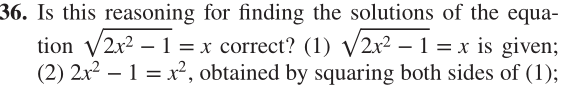 36. Is this reasoning for finding the solutions of the equa-
tion √(2x² − 1) = x correct? (1) √(2x² − 1) = x is given;
(2) 2x² − 1 = x², obtained by squaring both sides of (1);